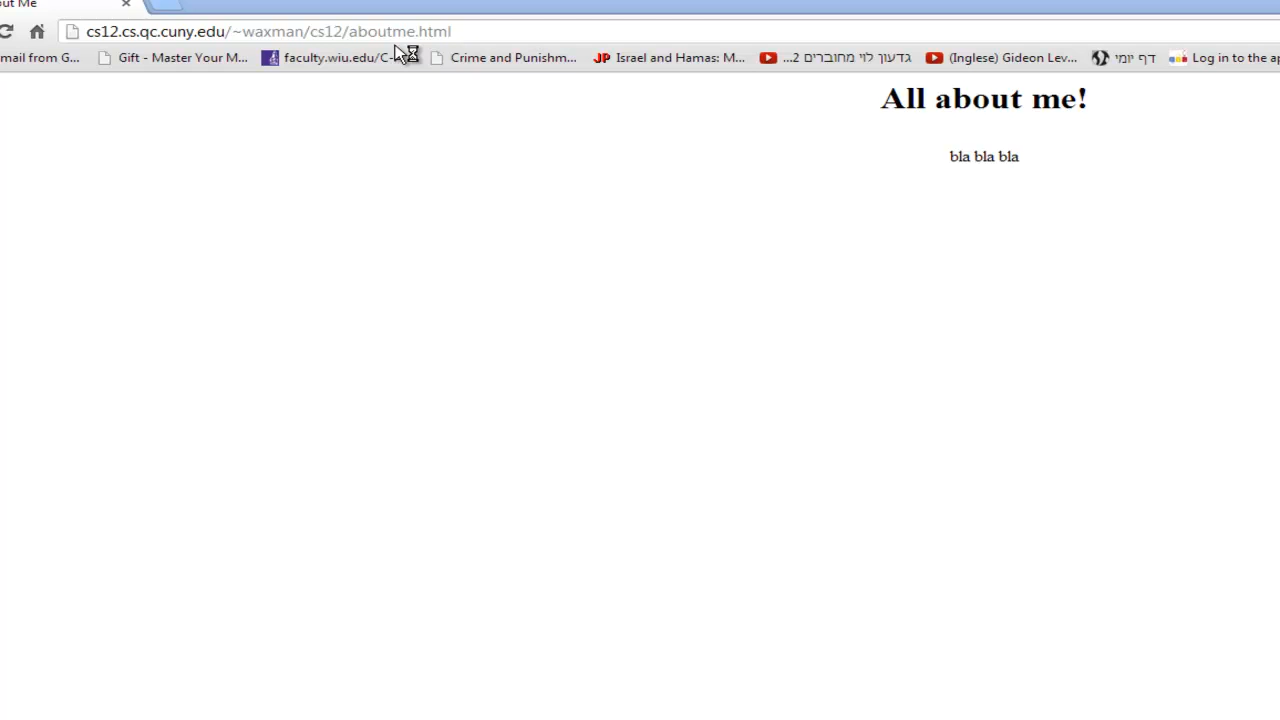 out Me
cs12.cs.qc.cuny.edu/~waxman/cs12/aboutme.html
mail from G... Gift - Master Your M... faculty.wiu.edu/C- Crime and Punishm... Israel and Hamas: M... גדעון לוי מחוברים 2... (Inglese) Gideon Lev... דף יומי Log in to the ap
All about me!
bla bla bla